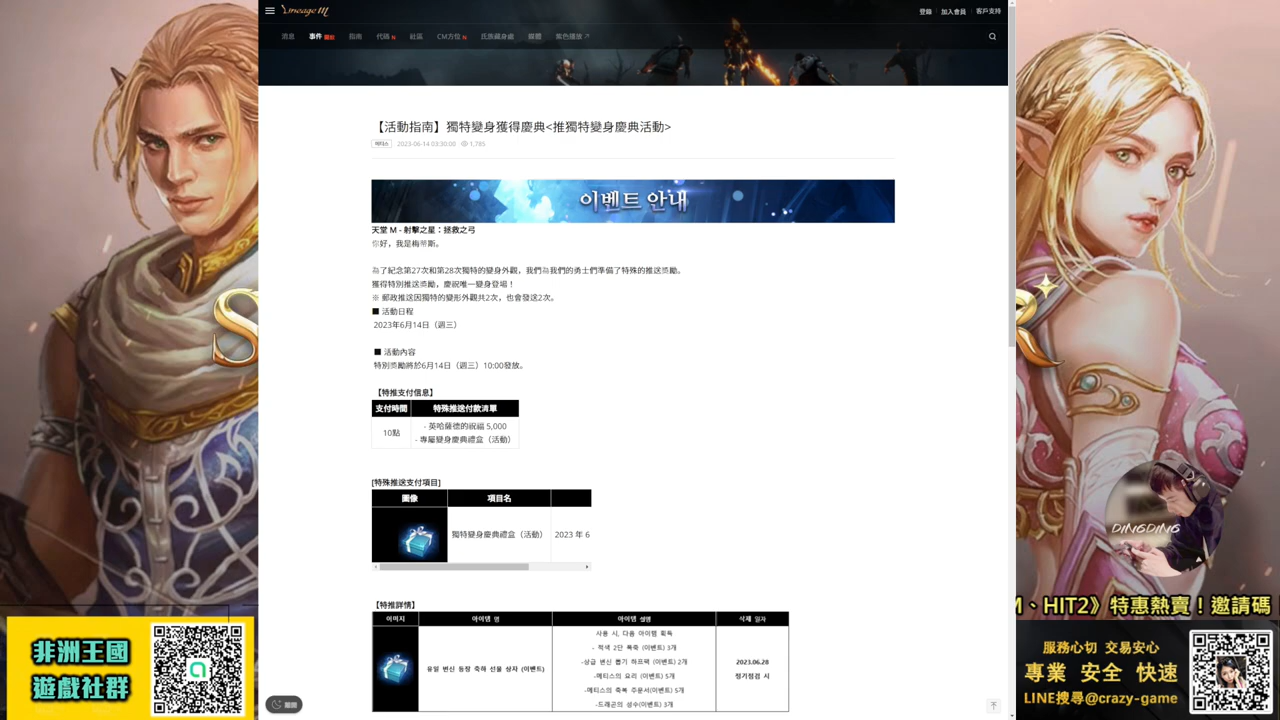 Lineage M
登錄
加入會員
客戶支持
消息
事件
指南
代碼 N
社區
CM方位 N
氏族藏身處
媒體
紫色播放
【活動指南】獨特變身獲得慶典<推獨特變身慶典活動>
메티스
2023-06-14 03:30:00
1,785
이벤트 안내
天堂 M - 射擊之星：拯救之弓
你好，我是梅蒂斯。
為了紀念第27次和第28次獨特的變身外觀，我們為我們的勇士們準備了特殊的推送獎勵。
獲得特別推送獎勵，慶祝唯一變身登場！
※ 郵政推送因獨特的變形外觀共2次，也會發送2次。
■ 活動日程
2023年6月14日（週三）
■ 活動內容
特別獎勵將於6月14日（週三）10:00發放。
【特推支付信息】
支付時間 特殊推送付款清單
10點
- 英哈薩德的祝福 5,000
- 專屬變身慶典禮盒（活動）
[特殊推送支付項目]
圖像 項目名
獨特變身慶典禮盒（活動） 2023 年 6
【特推詳情】
이미지 아이템 명 아이템 설명 삭제 일자
유일 변신 등장 축하 선물 상자 (이벤트)
사용 시, 다음 아이템 획득
- 적색 2단 폭죽 (이벤트) 3개
-상급 변신 뽑기 하프팩 (이벤트) 2개
-메티스의 요리 (이벤트) 5개
-메티스의 축복 주문서(이벤트) 5개
-드래곤의 성수(이벤트) 3개
2023.06.28
정기점검 시
非洲王國
遊戲社群
DINGDING
M、HIT2》特惠熱賣！邀請碼
服務心切 交易安心
專業 安全 快速
LINE搜尋@crazy-game